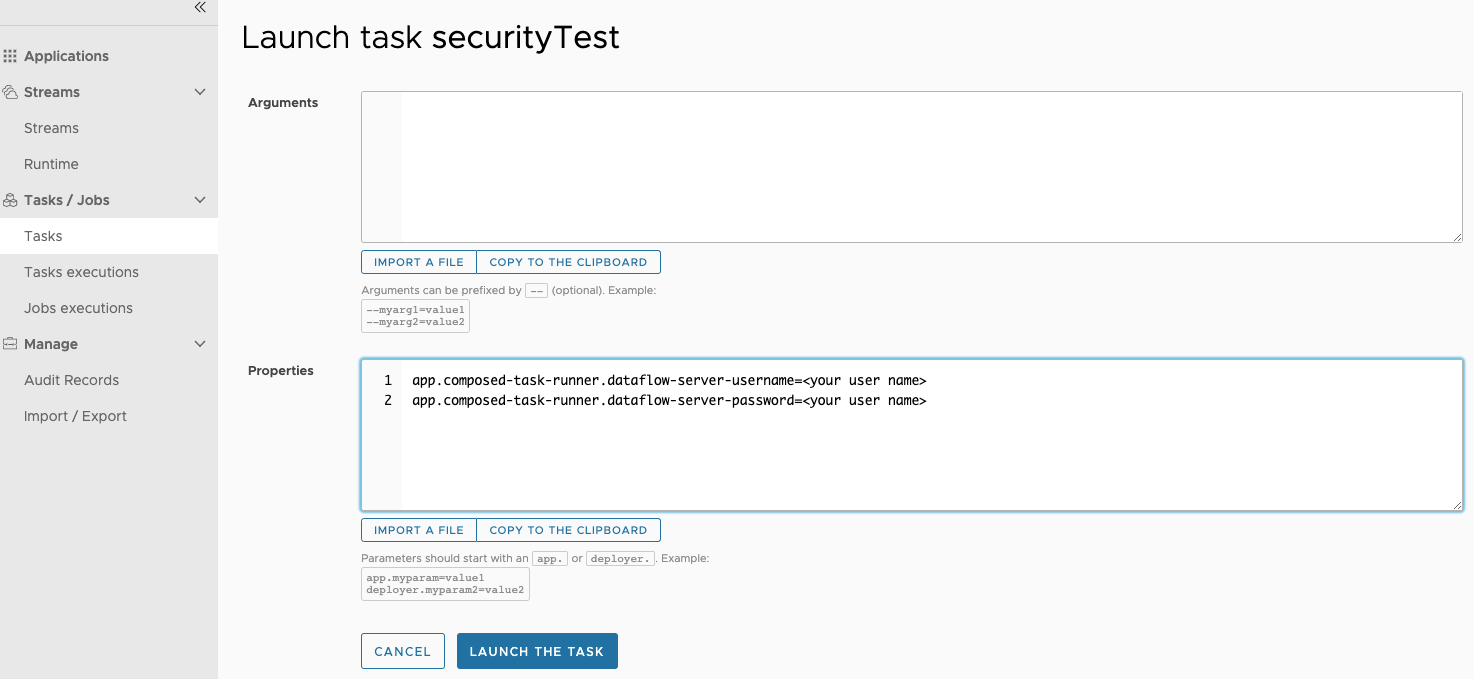 Applications
Streams
Streams
Runtime
Tasks / Jobs
Tasks
Tasks executions
Jobs executions
Manage
Audit Records
Import / Export
Launch task securityTest
Arguments
IMPORT A FILE COPY TO THE CLIPBOARD
Arguments can be prefixed by -- (optional). Example:
--myarg1=value1
--myarg2=value2
Properties
1 app.composed-task-runner.dataflow-server-username=<your user name>
2 app.composed-task-runner.dataflow-server-password=<your user name>
IMPORT A FILE COPY TO THE CLIPBOARD
Parameters should start with an app. or deployer. . Example:
app.myparam=value1
deployer.myparam2=value2
CANCEL LAUNCH THE TASK